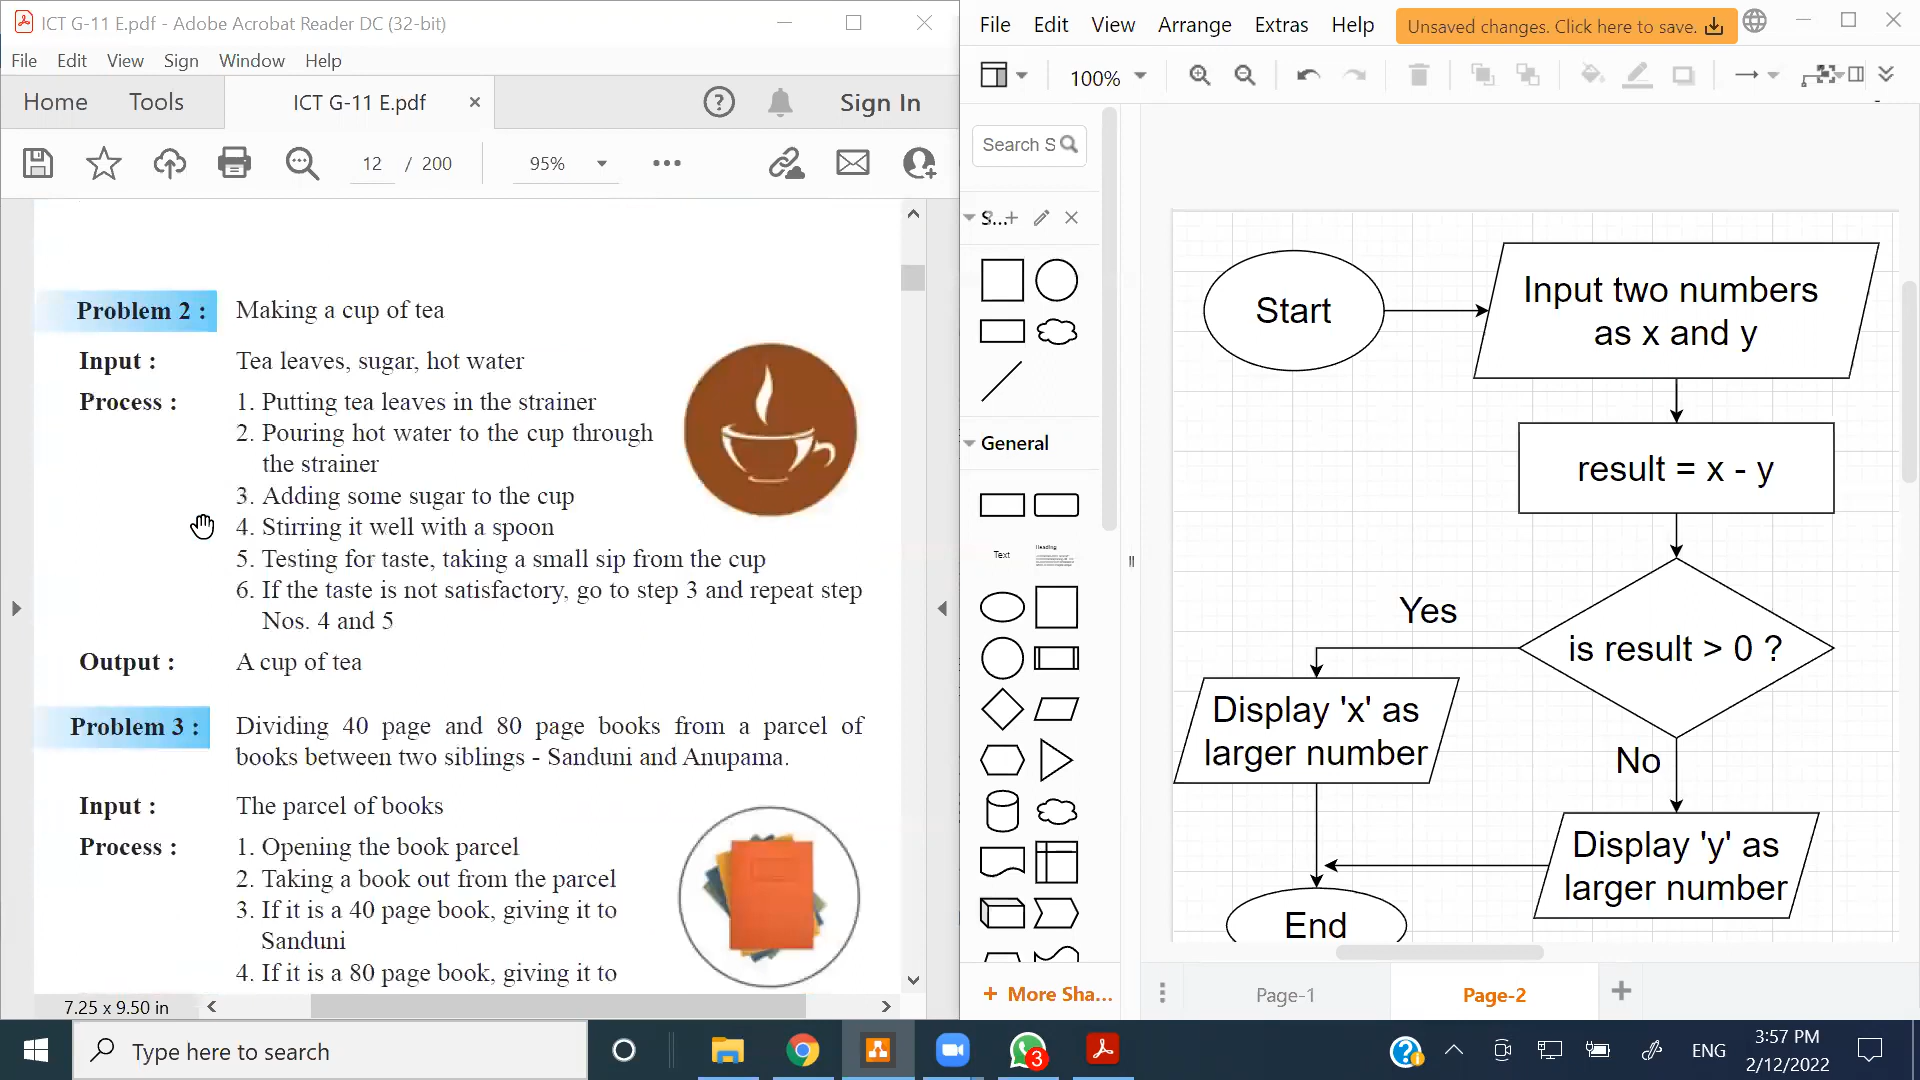 ICT G-11 E.pdf - Adobe Acrobat Reader DC (32-bit)
File Edit View Sign Window Help
Home Tools ICT G-11 E.pdf × Sign In
12 / 200 95%
Problem 2 : Making a cup of tea
Input : Tea leaves, sugar, hot water
Process : 1. Putting tea leaves in the strainer
2. Pouring hot water to the cup through
the strainer
3. Adding some sugar to the cup
4. Stirring it well with a spoon
5. Testing for taste, taking a small sip from the cup
6. If the taste is not satisfactory, go to step 3 and repeat step
Nos. 4 and 5
Output : A cup of tea
Problem 3 : Dividing 40 page and 80 page books from a parcel of
books between two siblings - Sanduni and Anupama.
Input : The parcel of books
Process : 1. Opening the book parcel
2. Taking a book out from the parcel
3. If it is a 40 page book, giving it to
Sanduni
4. If it is a 80 page book, giving it to
7.25 x 9.50 in
File Edit View Arrange Extras Help Unsaved changes. Click here to save.
100%
Search S
S...
General
Text
Heading
+ More Sha...
Start
Input two numbers
as x and y
result = x - y
is result > 0 ?
Yes
No
Display 'x' as
larger number
Display 'y' as
larger number
End
Page-1 Page-2
Type here to search
3
ENG
3:57 PM
2/12/2022